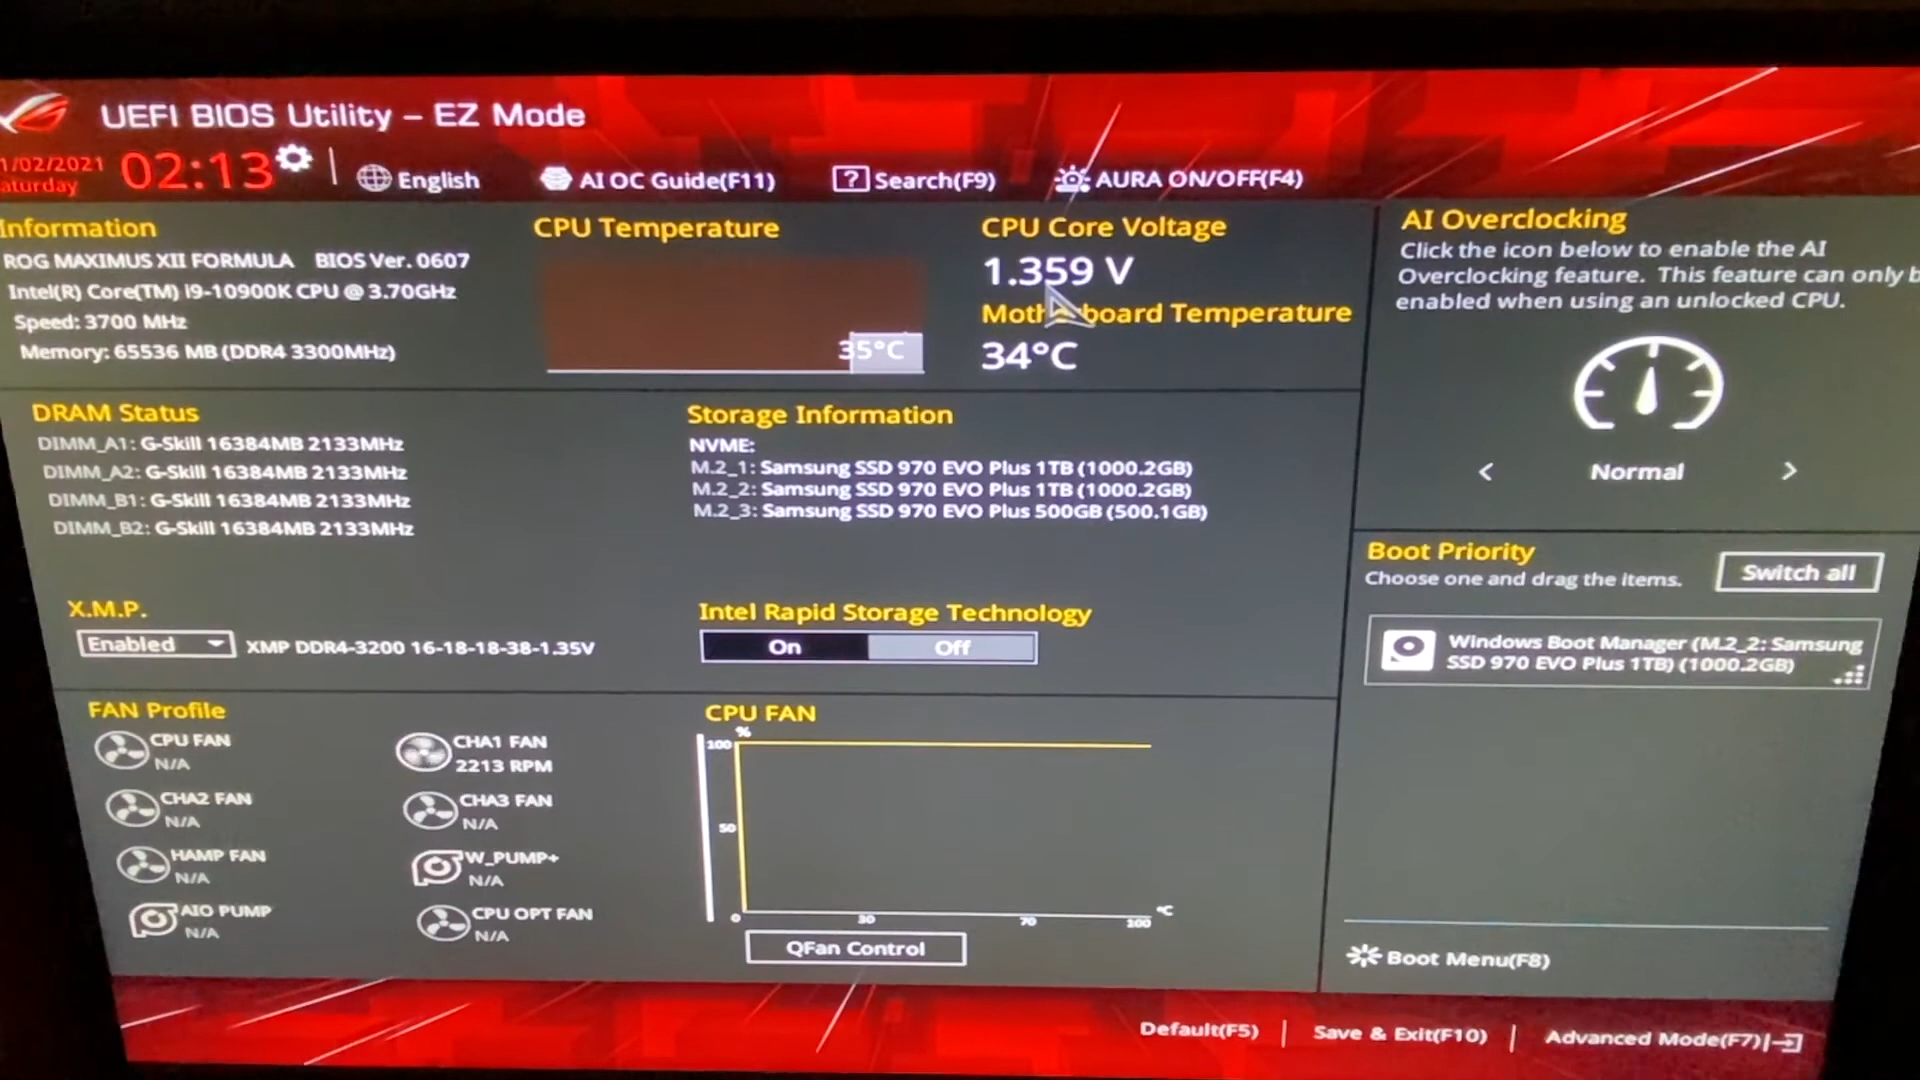 UEFI BIOS Utility – EZ Mode
1/02/2021
aturday
02:13
English
AI OC Guide(F11)
Search(F9)
AURA ON/OFF(F4)
Information
ROG MAXIMUS XII FORMULA BIOS Ver. 0607
Intel(R) Core(TM) i9-10900K CPU @ 3.70GHz
Speed: 3700 MHz
Memory: 65536 MB (DDR4 3300MHz)
CPU Temperature
35°C
CPU Core Voltage
1.359 V
Motherboard Temperature
34°C
AI Overclocking
Click the icon below to enable the AI
Overclocking feature. This feature can only b
enabled when using an unlocked CPU.
Normal
DRAM Status
DIMM_A1: G-Skill 16384MB 2133MHz
DIMM_A2: G-Skill 16384MB 2133MHz
DIMM_B1: G-Skill 16384MB 2133MHz
DIMM_B2: G-Skill 16384MB 2133MHz
Storage Information
NVME:
M.2_1: Samsung SSD 970 EVO Plus 1TB (1000.2GB)
M.2_2: Samsung SSD 970 EVO Plus 1TB (1000.2GB)
M.2_3: Samsung SSD 970 EVO Plus 500GB (500.1GB)
X.M.P.
Enabled
XMP DDR4-3200 16-18-18-38-1.35V
Intel Rapid Storage Technology
On
Off
Boot Priority
Choose one and drag the items.
Switch all
Windows Boot Manager (M.2_2: Samsung
SSD 970 EVO Plus 1TB) (1000.2GB)
FAN Profile
CPU FAN
N/A
CHA1 FAN
2213 RPM
CHA2 FAN
N/A
CHA3 FAN
N/A
HAMP FAN
N/A
W_PUMP+
N/A
AIO PUMP
N/A
CPU OPT FAN
N/A
CPU FAN
%
100
50
0
30
70
100
°C
QFan Control
Boot Menu(F8)
Default(F5)
Save & Exit(F10)
Advanced Mode(F7)